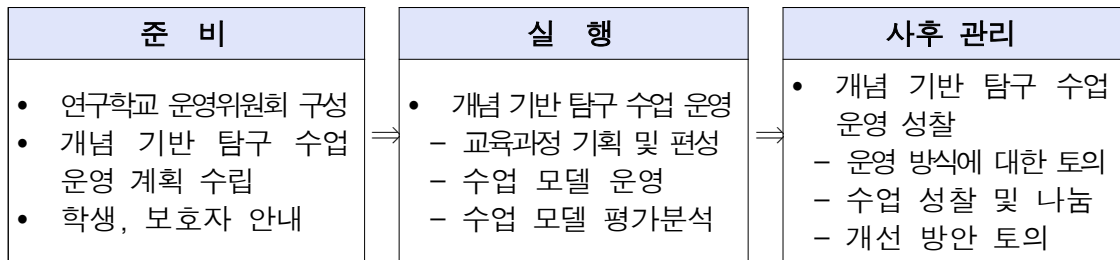 준 비
• 연구학교 운영위원회 구성
• 개념 기반 탐구 수업
운영 계획 수립
• 학생, 보호자 안내
⇒
실 행
• 개념 기반 탐구 수업 운영
– 교육과정 기획 및 편성
– 수업 모델 운영
– 수업 모델 평가분석
⇒
사후 관리
• 개념 기반 탐구 수업
운영 성찰
– 운영 방식에 대한 토의
– 수업 성찰 및 나눔
– 개선 방안 토의